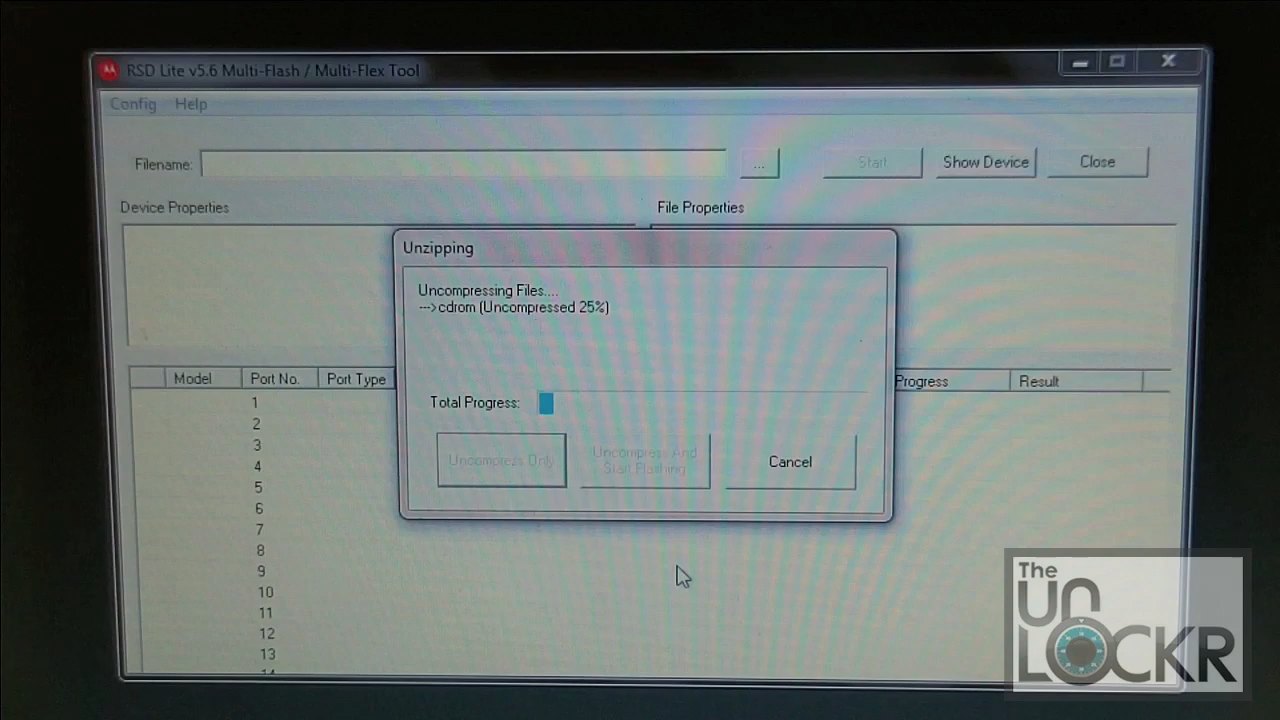 RSD Lite v5.6 Multi-Flash / Multi-Flex Tool
Config Help
Filename: ... Start Show Device Close
Device Properties File Properties
Unzipping
Uncompressing Files....
--->cdrom (Uncompressed 25%)
Model Port No. Port Type Progress Result
Total Progress:
Uncompress Only
Uncompress And
Start Flashing
Cancel
1
2
3
4
5
6
7
8
9
10
11
12
13
14
The
UN
LOCKR